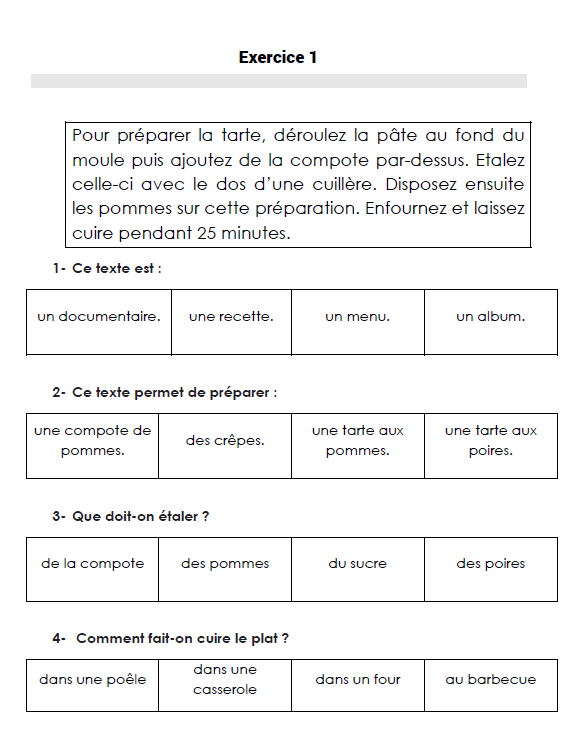 Exercice 1
Pour préparer la tarte, déroulez la pâte au fond du
moule puis ajoutez de la compote par-dessus. Etalez
celle-ci avec le dos d'une cuillère. Disposez ensuite
les pommes sur cette préparation. Enfournez et laissez
cuire pendant 25 minutes.
1- Ce texte est :
un documentaire. une recette. un menu. un album.
2- Ce texte permet de préparer :
une compote de pommes. des crêpes. une tarte aux pommes. une tarte aux poires.
3- Que doit-on étaler ?
de la compote des pommes du sucre des poires
4- Comment fait-on cuire le plat ?
dans une poêle dans une casserole dans un four au barbecue